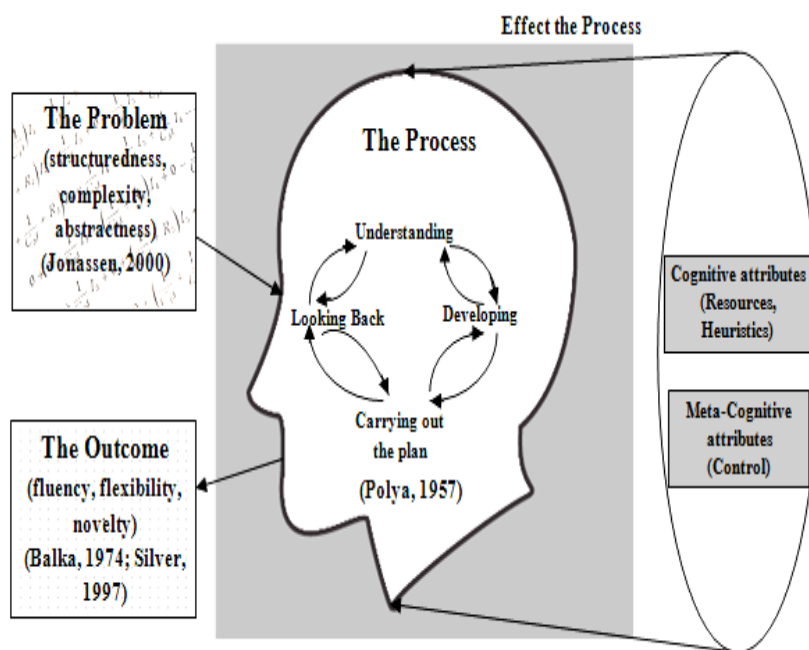 Effect the Process
The Problem
(structuredness,
complexity,
abstractness)
(Jonassen, 2000)
The Process
Understanding
Looking Back
Developing
Carrying out
the plan
(Polya, 1957)
The Outcome
(fluency, flexibility,
novelty)
(Balka, 1974; Silver,
1997)
Cognitive attributes
(Resources,
Heuristics)
Meta-Cognitive
attributes
(Control)